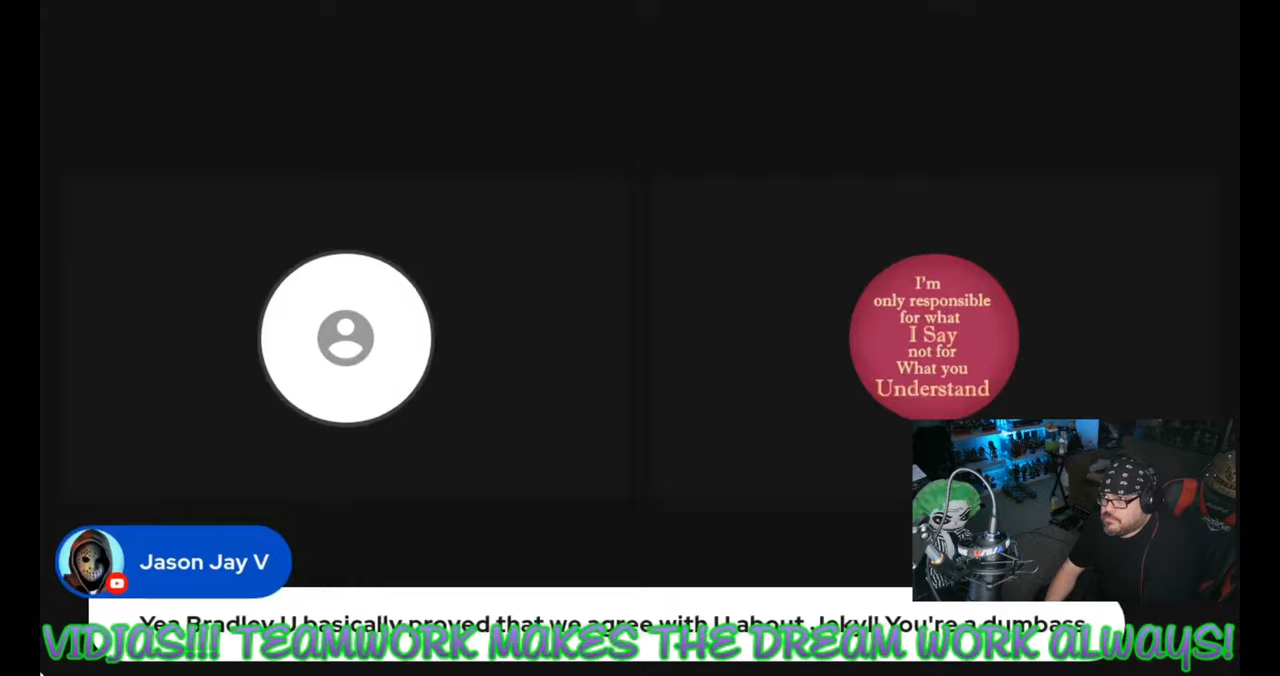 I'm
only responsible
for what
I Say
not for
What you
Understand
Jason Jay V
Yes Bradley U basically proved that we agree with U about Jekyll You're a dumbass
VIDJAS!!! TEAMWORK MAKES THE DREAM WORK ALWAYS!